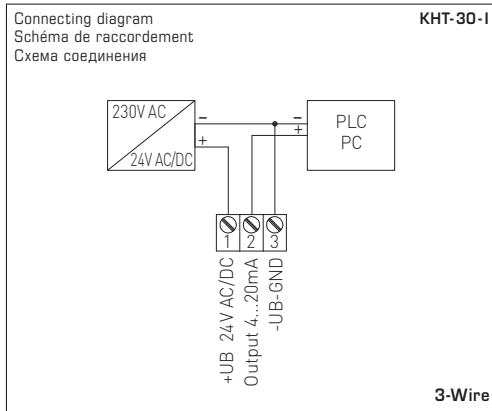 Connecting diagram
KHT-30-I
Schéma de raccordement
Схема соединения
230V AC
24V AC/DC
–
+
–
+
PLC
PC
1
2
3
+UB 24V AC/DC
Output 4...20mA
-UB-GND
3-Wire